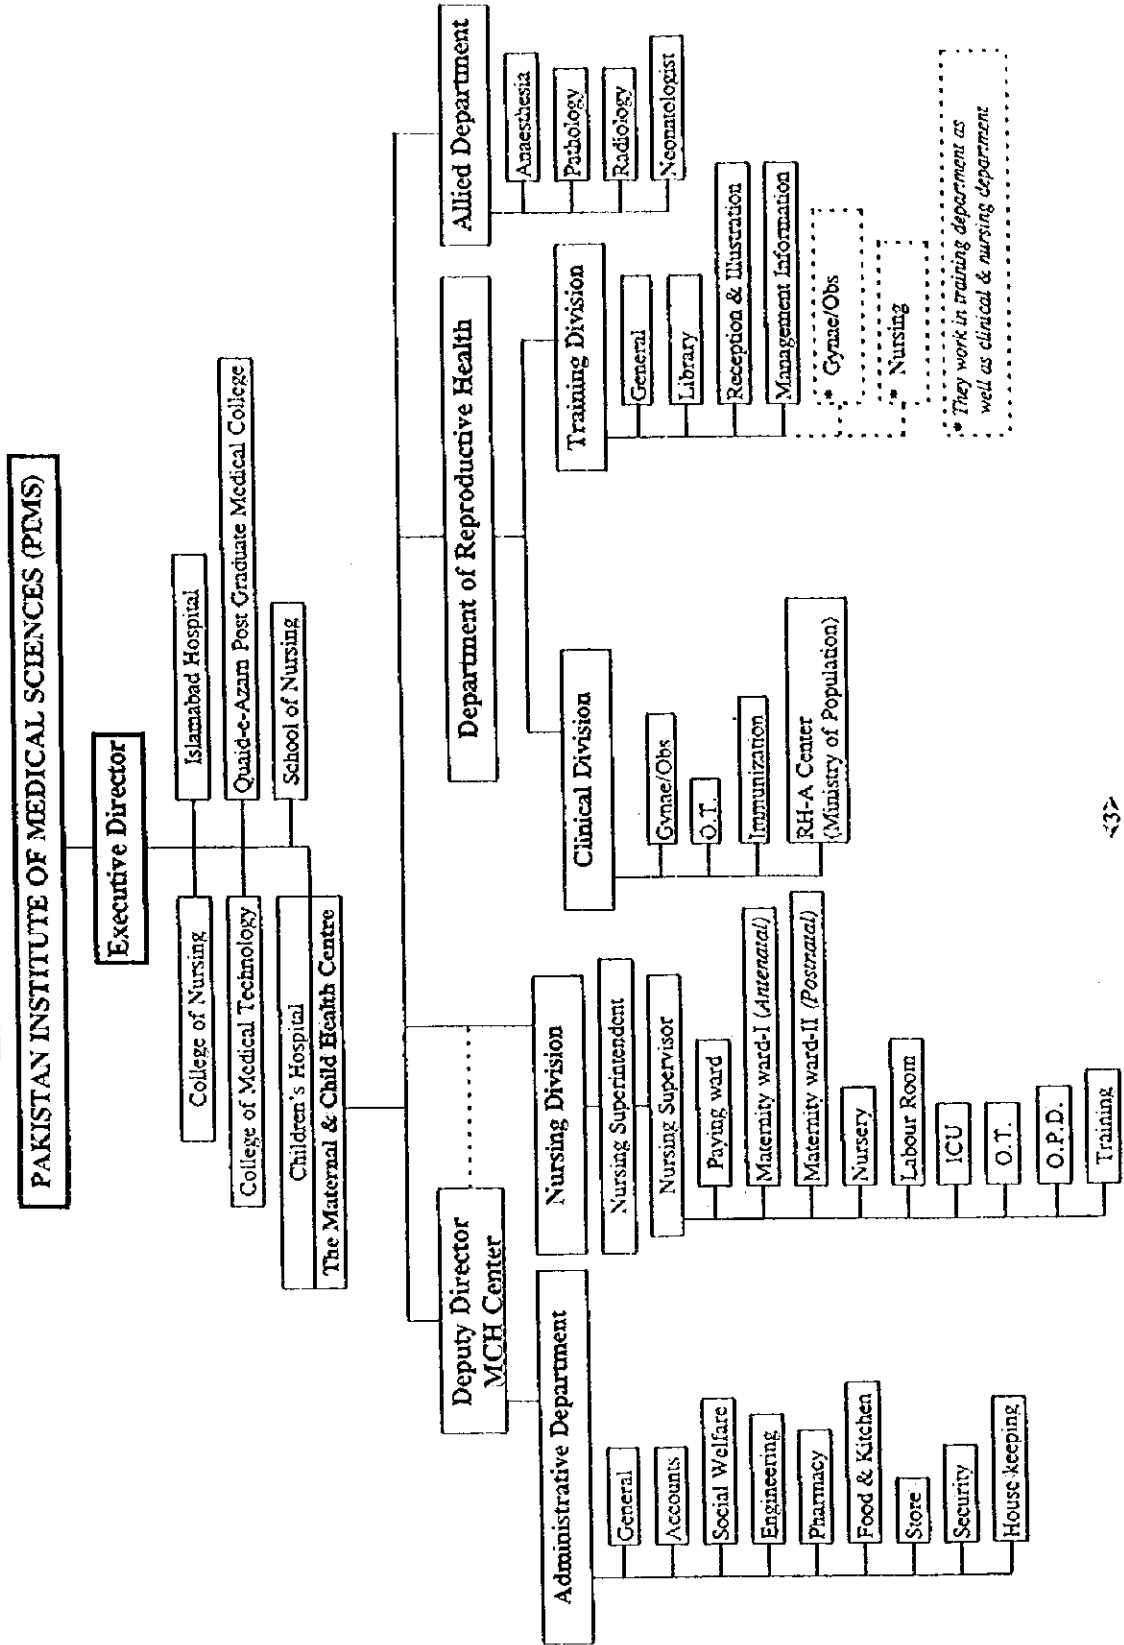 PAKISTAN INSTITUTE OF MEDICAL SCIENCES (PIMS)
Executive Director
College of Nursing
Islamabad Hospital
College of Medical Technology
Quaid-e-Azam Post Graduate Medical College
School of Nursing
Children's Hospital
The Maternal & Child Health Centre
Deputy Director
MCH Center
Administrative Department
General
Accounts
Social Welfare
Engineering
Pharmacy
Food & Kitchen
Store
Security
House keeping
Nursing Division
Nursing Superintendent
Nursing Supervisor
Paying ward
Maternity ward-I (Antenatal)
Maternity ward-II (Postnatal)
Nursery
Labour Room
ICU
O.T.
O.P.D.
Training
Department of Reproductive Health
Clinical Division
Gynae/Obs
O.T.
Immunization
RH-A Center
(Ministry of Population)
Training Division
General
Library
Reception & Illustration
Management Information
* Gynae/Obs
* Nursing
* They work in training department as
well as clinical & nursing department
Allied Department
Anaesthesia
Pathology
Radiology
Neontologist
<3>